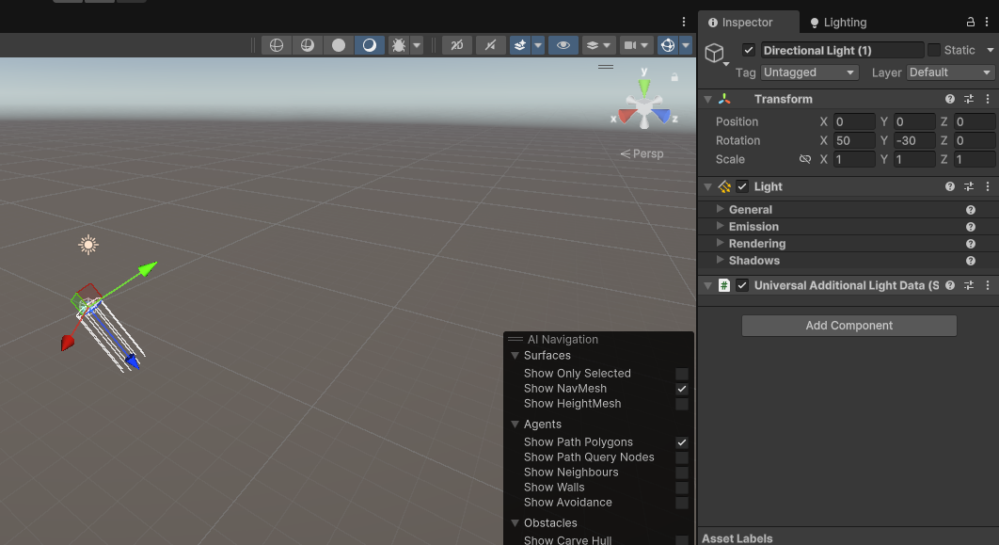 Inspector
Lighting
Directional Light (1)
Static
Tag Untagged Layer Default
Transform
Position X 0 Y 0 Z 0
Rotation X 50 Y -30 Z 0
Scale X 1 Y 1 Z 1
Light
General
Emission
Rendering
Shadows
# Universal Additional Light Data (S
Add Component
Asset Labels
2D
y
x
z
Persp
AI Navigation
Surfaces
Show Only Selected
Show NavMesh
Show HeightMesh
Agents
Show Path Polygons
Show Path Query Nodes
Show Neighbours
Show Walls
Show Avoidance
Obstacles
Show Carve Hull